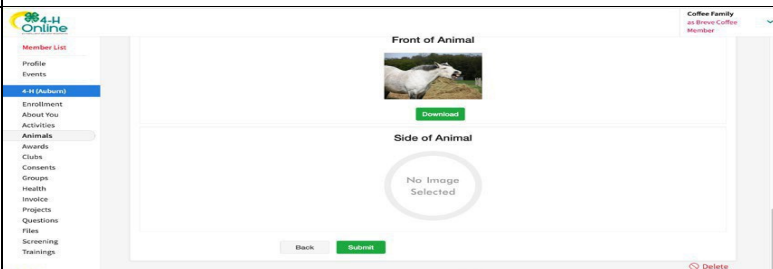 4-H
Online
Coffee Family
as Breve Coffee
Member
Member List
Profile
Events
4-H (Auburn)
Enrollment
About You
Activities
Animals
Awards
Clubs
Consents
Groups
Health
Invoice
Projects
Questions
Files
Screening
Trainings
Front of Animal
Download
Side of Animal
No Image
Selected
Back
Submit
Delete